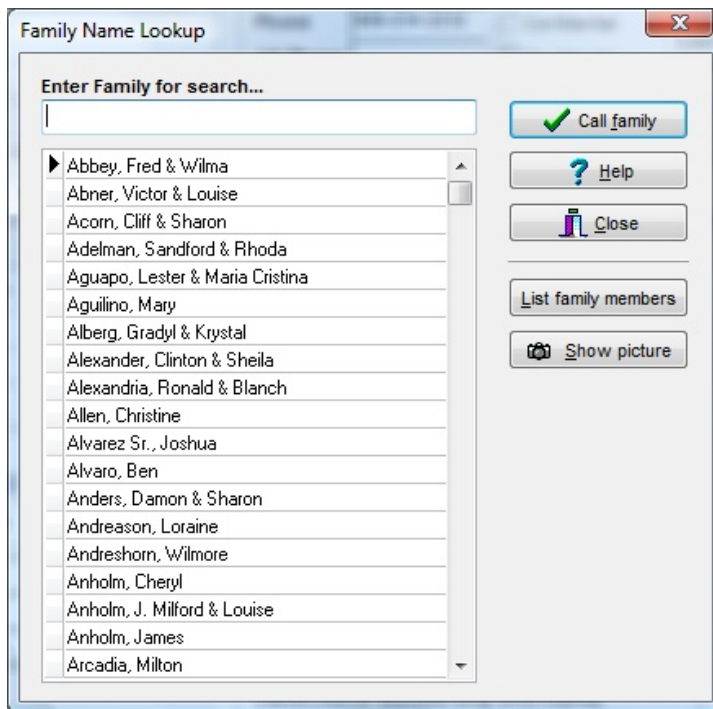 Family Name Lookup
Enter Family for search...
Call family
Help
Close
List family members
Show picture
Abbey, Fred & Wilma
Abner, Victor & Louise
Acorn, Cliff & Sharon
Adelman, Sandford & Rhoda
Aguapo, Lester & Maria Cristina
Aguilino, Mary
Alberg, Gradyl & Krystal
Alexander, Clinton & Sheila
Alexandria, Ronald & Blanch
Allen, Christine
Alvarez Sr., Joshua
Alvaro, Ben
Anders, Damon & Sharon
Andreason, Loraine
Andreshorn, Wilmore
Anholm, Cheryl
Anholm, J. Milford & Louise
Anholm, James
Arcadia, Milton